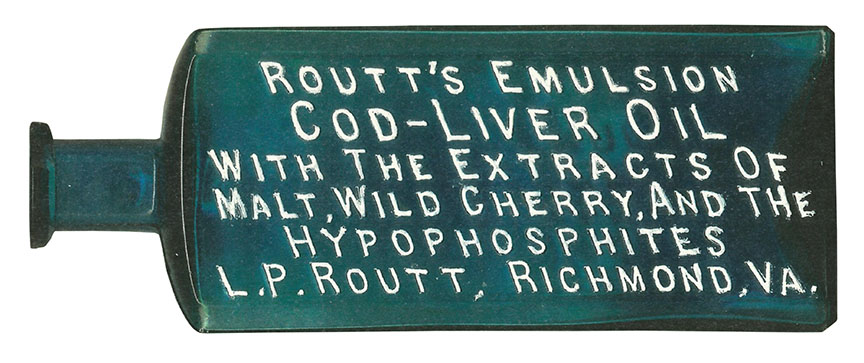 ROUTT'S EMULSION
COD-LIVER OIL
WITH THE EXTRACTS OF
MALT, WILD CHERRY, AND THE
HYPOPHOSPHITES
L.P. ROUTT, RICHMOND, VA.